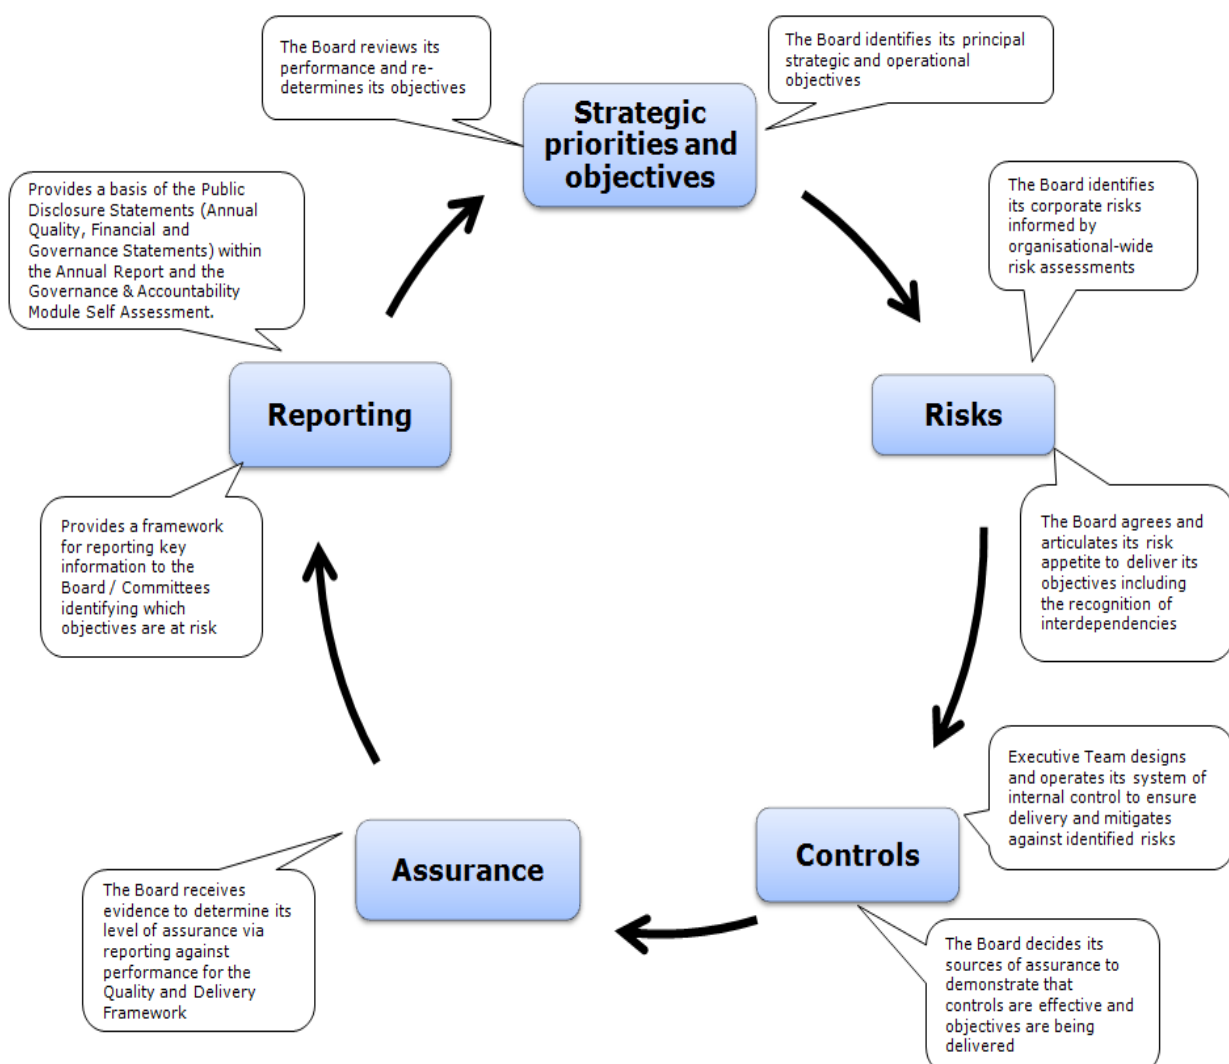 The Board reviews its
performance and re-
determines its objectives
The Board identifies its principal
strategic and operational
objectives
Strategic
priorities and
objectives
Provides a basis of the Public
Disclosure Statements (Annual
Quality, Financial and
Governance Statements) within
the Annual Report and the
Governance & Accountability
Module Self Assessment.
The Board identifies
its corporate risks
informed by
organisational-wide
risk assessments
Reporting
Risks
Provides a framework
for reporting key
information to the
Board / Committees
identifying which
objectives are at risk
The Board agrees and
articulates its risk
appetite to deliver its
objectives including
the recognition of
interdependencies
Executive Team designs
and operates its system of
internal control to ensure
delivery and mitigates
against identified risks
Assurance
Controls
The Board receives
evidence to determine its
level of assurance via
reporting against
performance for the
Quality and Delivery
Framework
The Board decides its
sources of assurance to
demonstrate that
controls are effective and
objectives are being
delivered